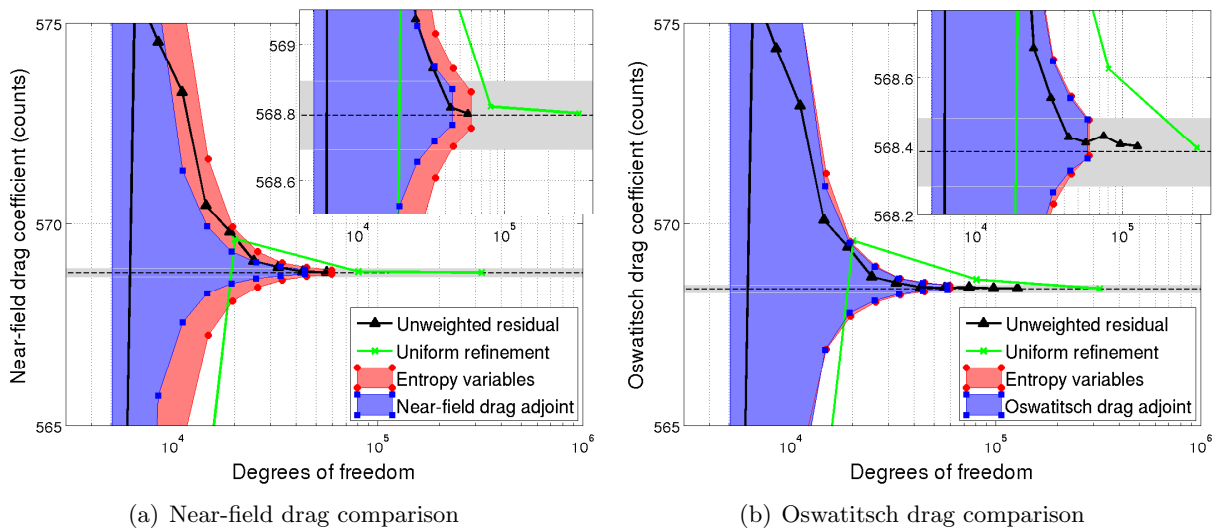 575
570
565
Near-field drag coefficient (counts)
569
568.8
568.6
10^4
10^5
Unweighted residual
Uniform refinement
Entropy variables
Near-field drag adjoint
10^4
10^5
10^6
Degrees of freedom
(a) Near-field drag comparison
575
570
565
Oswatitsch drag coefficient (counts)
568.6
568.4
568.2
10^4
10^5
Unweighted residual
Uniform refinement
Entropy variables
Oswatitsch drag adjoint
10^4
10^5
10^6
Degrees of freedom
(b) Oswatitsch drag comparison